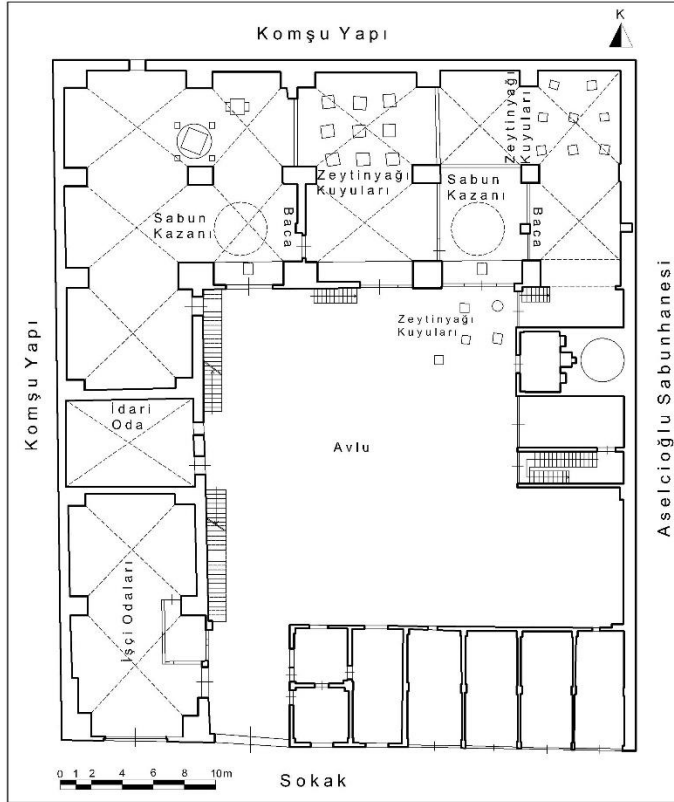 Komşu Yapı
K
Zeytinyağı
Kuyuları
Zeytinyağı
Kuyuları
Sabun
Kazanı
Sabun
Kazanı
Baca
Baca
Zeytinyağı
Kuyuları
Komşu Yapı
Aselcioğlu Sabunhanesi
İdari
Oda
Avlu
İşçi Odaları
0 1 2 4 6 8 10m
Sokak